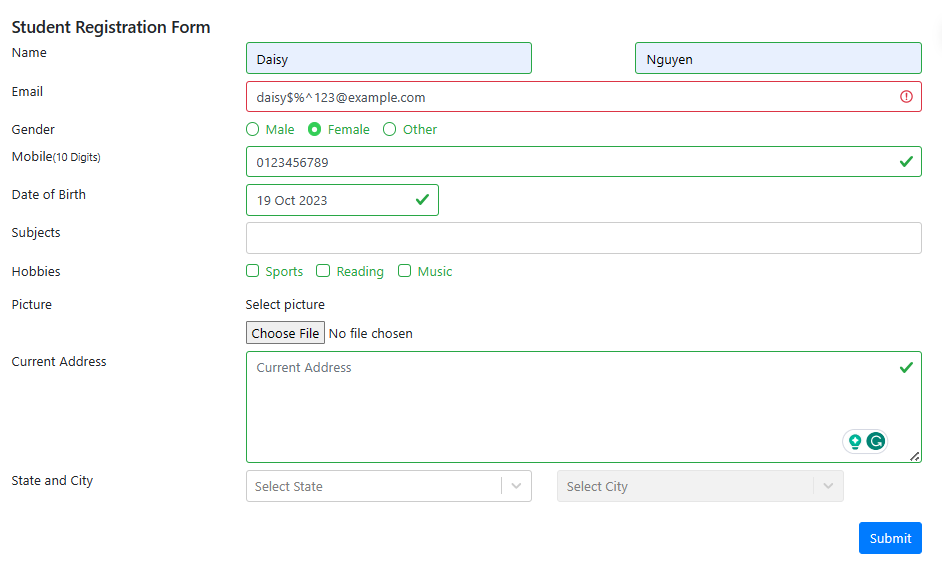 Student Registration Form
Name Daisy Nguyen
Email daisy$%^123@example.com
Gender Male Female Other
Mobile(10 Digits) 0123456789
Date of Birth 19 Oct 2023
Subjects
Hobbies Sports Reading Music
Picture Select picture
Choose File No file chosen
Current Address Current Address
State and City Select State Select City
Submit